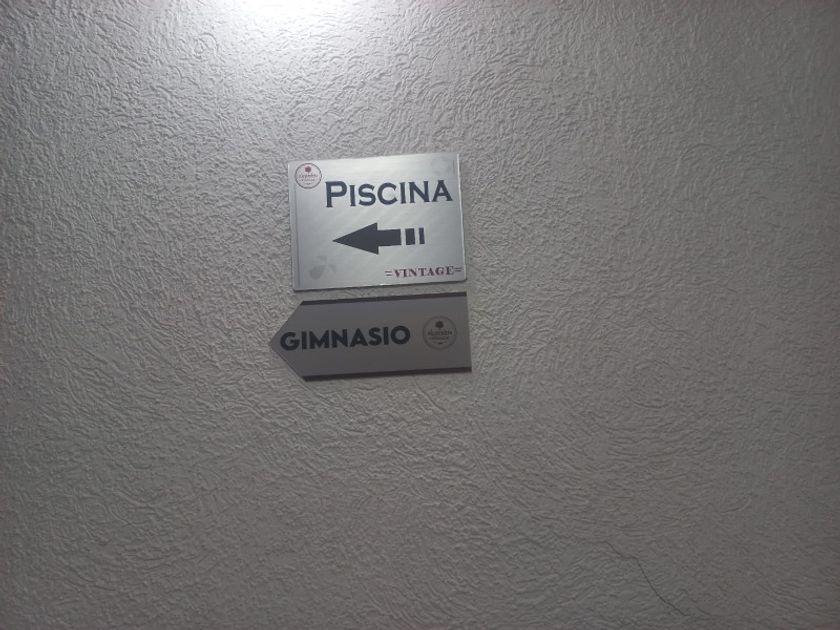 PISCINA
=VINTAGE=
GIMNASIO